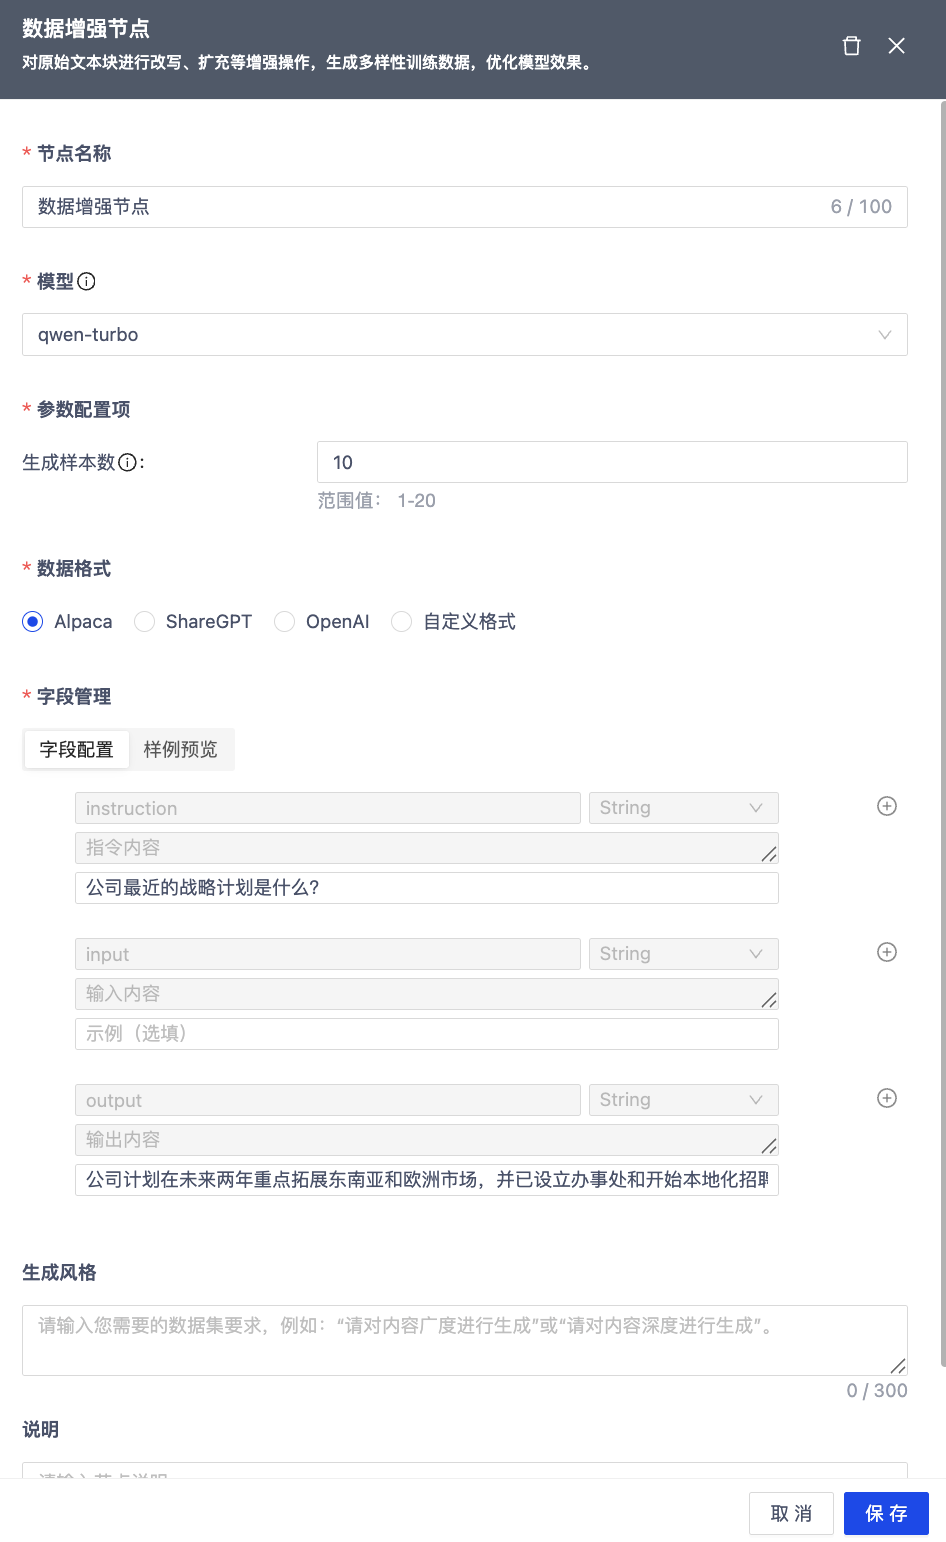 数据增强节点
对原始文本块进行改写、扩充等增强操作，生成多样性训练数据，优化模型效果。
* 节点名称
数据增强节点 6 / 100
* 模型
qwen-turbo
* 参数配置项
生成样本数: 10
范围值： 1-20
* 数据格式
Alpaca ShareGPT OpenAI 自定义格式
* 字段管理
字段配置 样例预览
instruction String
指令内容
公司最近的战略计划是什么?
input String
输入内容
示例（选填）
output String
输出内容
公司计划在未来两年重点拓展东南亚和欧洲市场，并已设立办事处和开始本地化招聘
生成风格
请输入您需要的数据集要求，例如：“请对内容广度进行生成”或“请对内容深度进行生成”。
0 / 300
说明
请输入节点说明
取 消 保 存